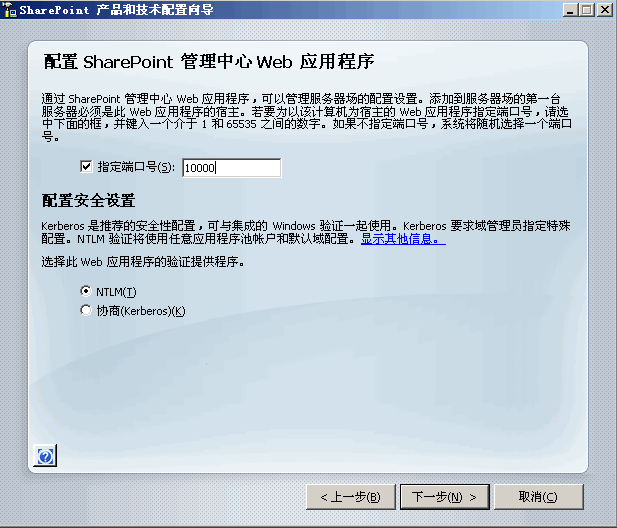 SharePoint 产品和技术配置向导
配置 SharePoint 管理中心 Web 应用程序
通过 SharePoint 管理中心 Web 应用程序，可以管理服务器场的配置设置。添加到服务器场的第一台
服务器必须是此 Web 应用程序的宿主。若要为以该计算机为宿主的 Web 应用程序指定端口号，请选
中下面的框，并键入一个介于 1 和 65535 之间的数字。如果不指定端口号，系统将随机选择一个端口
号。
指定端口号(S): 10000
配置安全设置
Kerberos 是推荐的安全性配置，可与集成的 Windows 验证一起使用。Kerberos 要求域管理员指定特殊
配置。NTLM 验证将使用任意应用程序池帐户和默认域配置。显示其他信息。
选择此 Web 应用程序的验证提供程序。
NTLM(T)
协商(Kerberos)(K)
< 上一步(B) 下一步(N) > 取消(C)